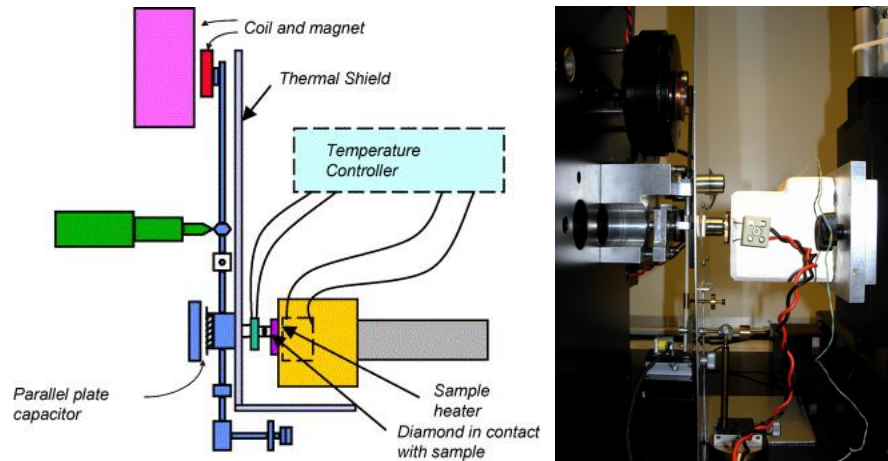 Coil and magnet
Thermal Shield
Temperature
Controller
Parallel plate
capacitor
Sample
heater
Diamond in contact
with sample